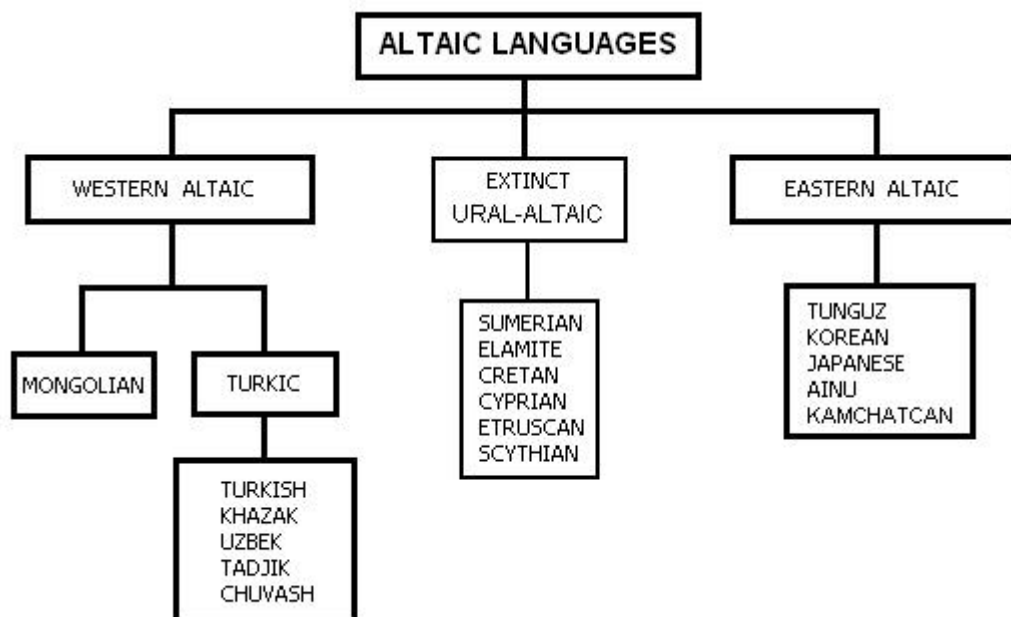 ALTAIC LANGUAGES
WESTERN ALTAIC
EXTINCT
URAL-ALTAIC
EASTERN ALTAIC
MONGOLIAN
TURKIC
TURKISH
KHAZAK
UZBEK
TADJIK
CHUVASH
SUMERIAN
ELAMITE
CRETAN
CYPRIAN
ETRUSCAN
SCYTHIAN
TUNGUZ
KOREAN
JAPANESE
AINU
KAMCHATCAN